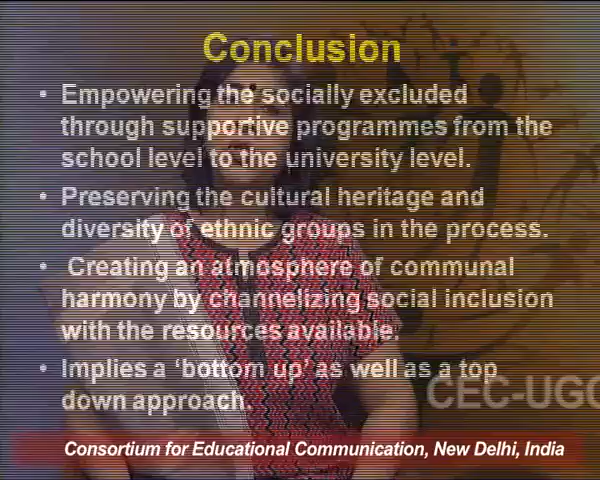 Conclusion
• Empowering the socially excluded
through supportive programmes from the
school level to the university level.
• Preserving the cultural heritage and
diversity of ethnic groups in the process.
• Creating an atmosphere of communal
harmony by channelizing social inclusion
with the resources available.
• Implies a ‘bottom up’ as well as a top
down approach.
CEC-UGC
Consortium for Educational Communication, New Delhi, India